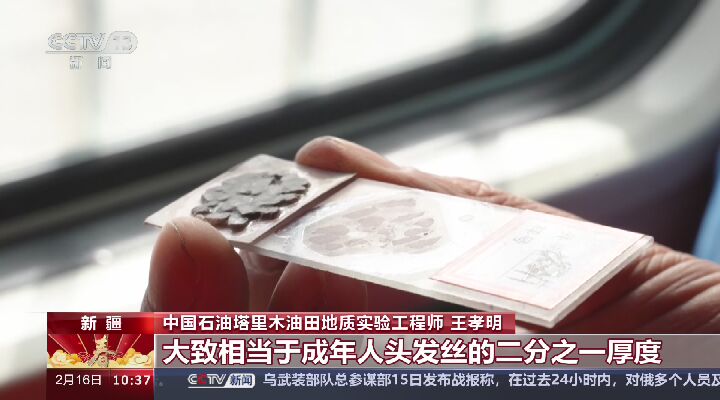 CCTV 13
新闻
新疆
中国石油塔里木油田地质实验工程师 王孝明
大致相当于成年人头发丝的二分之一厚度
2月16日 10:37
CCTV 新闻 乌武装部队总参谋部15日发布战报称，在过去24小时内，对俄多个人员及